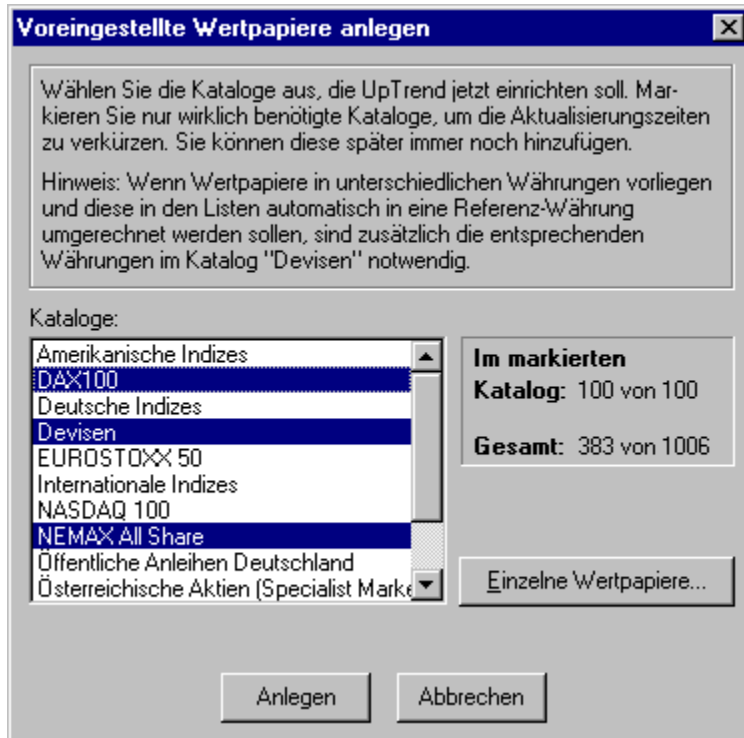 Voreingestellte Wertpapiere anlegen
Wählen Sie die Kataloge aus, die UpTrend jetzt einrichten soll. Mar-
kieren Sie nur wirklich benötigte Kataloge, um die Aktualisierungszeiten
zu verkürzen. Sie können diese später immer noch hinzufügen.
Hinweis: Wenn Wertpapiere in unterschiedlichen Währungen vorliegen
und diese in den Listen automatisch in eine Referenz-Währung
umgerechnet werden sollen, sind zusätzlich die entsprechenden
Währungen im Katalog "Devisen" notwendig.
Kataloge:
Amerikanische Indizes
DAX100
Deutsche Indizes
Devisen
EUROSTOXX 50
Internationale Indizes
NASDAQ 100
NEMAX All Share
Öffentliche Anleihen Deutschland
Österreichische Aktien (Specialist Marke
Im markierten
Katalog: 100 von 100
Gesamt: 383 von 1006
Einzelne Wertpapiere...
Anlegen
Abbrechen